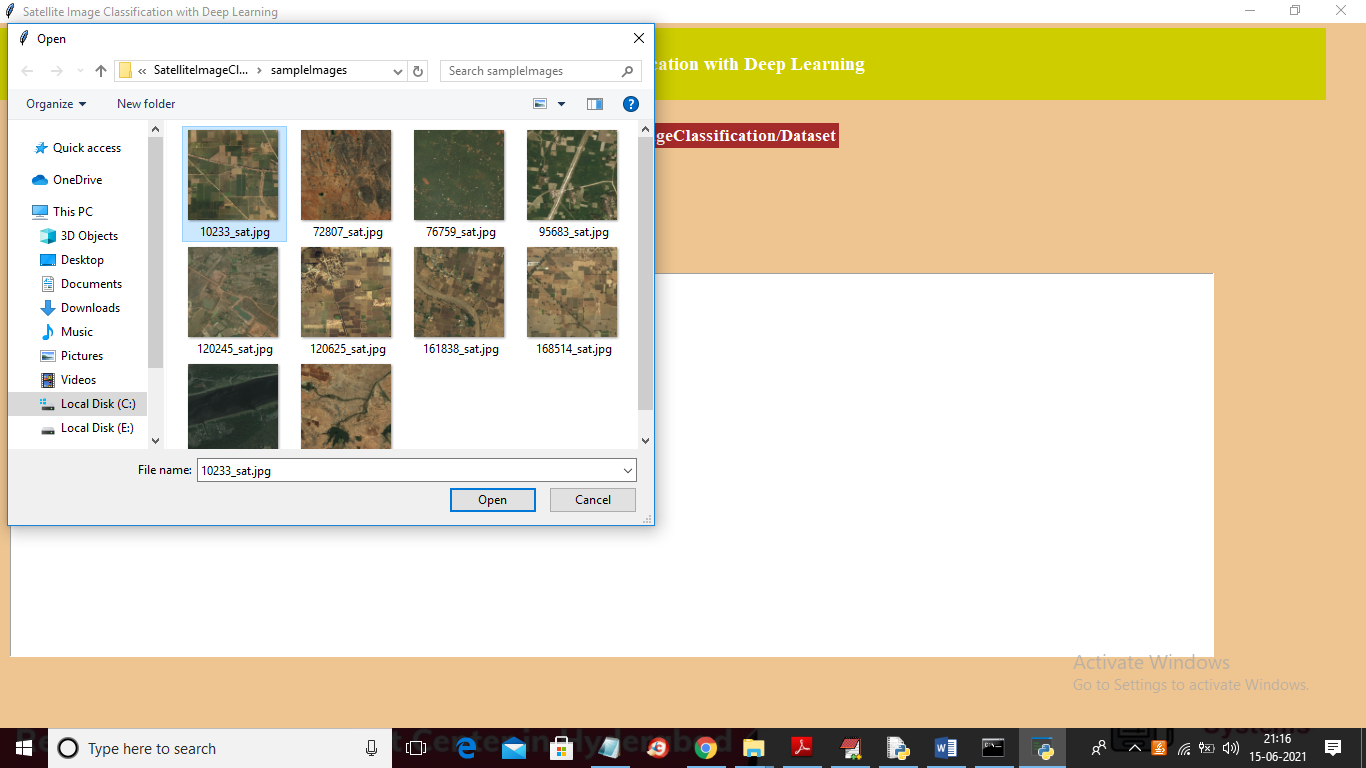 Satellite Image Classification with Deep Learning
Open
cation with Deep Learning
« SatelliteImageCl... › sampleImages
Search sampleImages
Organize
New folder
geClassification/Dataset
Quick access
OneDrive
This PC
3D Objects
Desktop
Documents
Downloads
Music
Pictures
Videos
Local Disk (C:)
Local Disk (E:)
10233_sat.jpg
72807_sat.jpg
76759_sat.jpg
95683_sat.jpg
120245_sat.jpg
120625_sat.jpg
161838_sat.jpg
168514_sat.jpg
File name:
10233_sat.jpg
Open
Cancel
Activate Windows
Go to Settings to activate Windows.
Type here to search
21:16
15-06-2021